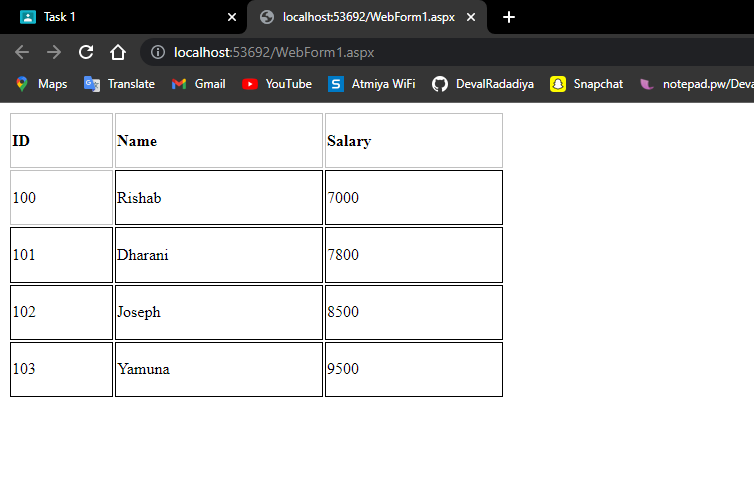 Task 1
localhost:53692/WebForm1.aspx
localhost:53692/WebForm1.aspx
Maps Translate Gmail YouTube Atmiya WiFi DevalRadadiya Snapchat notepad.pw/Deva
ID Name Salary
100 Rishab 7000
101 Dharani 7800
102 Joseph 8500
103 Yamuna 9500